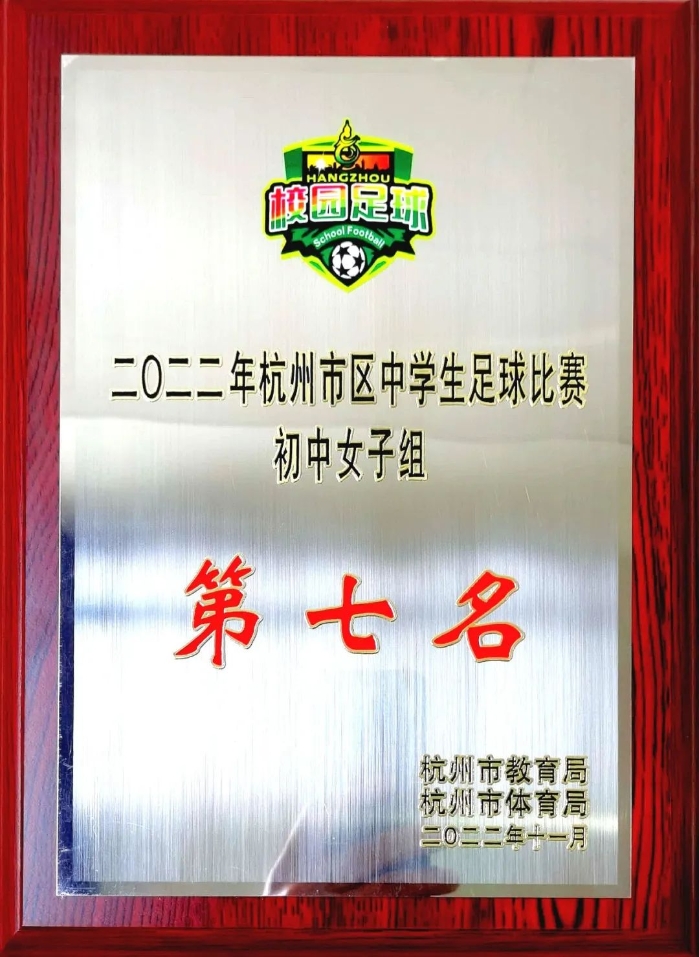 HANGZHOU
校园足球
School Football
二〇二二年杭州市区中学生足球比赛
初中女子组
第七名
杭州市教育局
杭州市体育局
二〇二二年十一月